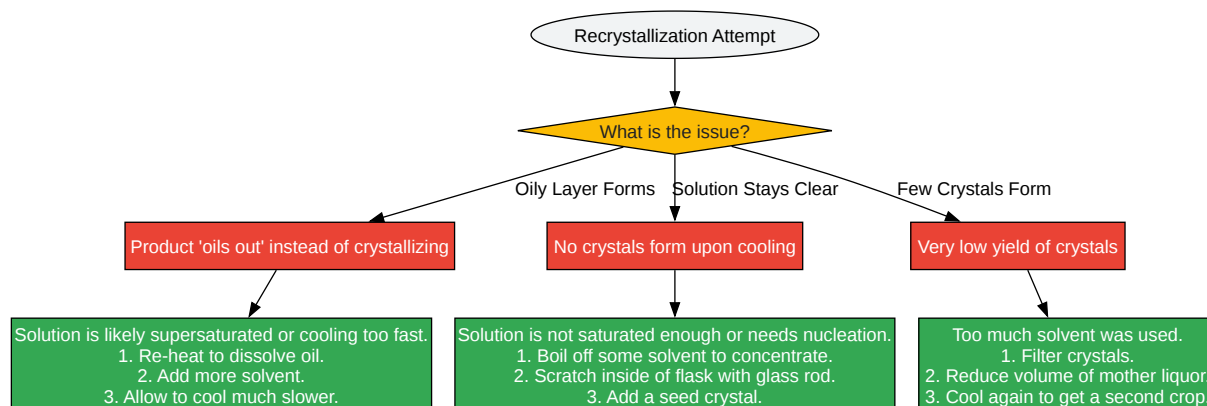 Recrystallization Attempt
What is the issue?
Oily Layer Forms
Solution Stays Clear
Few Crystals Form
Product 'oils out' instead of crystallizing
No crystals form upon cooling
Very low yield of crystals
Solution is likely supersaturated or cooling too fast.
1. Re-heat to dissolve oil.
2. Add more solvent.
3. Allow to cool much slower.
Solution is not saturated enough or needs nucleation.
1. Boil off some solvent to concentrate.
2. Scratch inside of flask with glass rod.
3. Add a seed crystal.
Too much solvent was used.
1. Filter crystals.
2. Reduce volume of mother liquor.
3. Cool again to get a second crop.